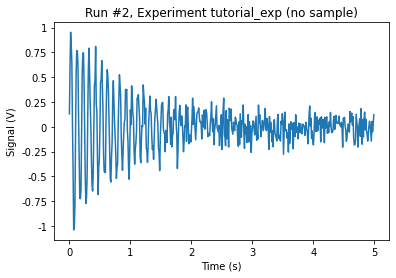 Run #2, Experiment tutorial_exp (no sample)
1
0.75
0.5
0.25
0
-0.25
-0.5
-0.75
-1
Signal (V)
0 1 2 3 4 5
Time (s)